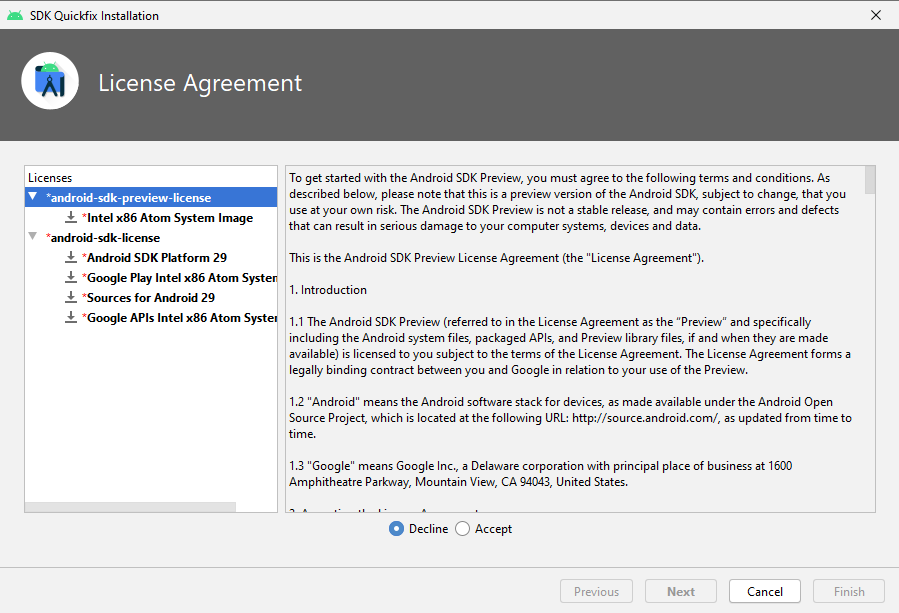 SDK Quickfix Installation
License Agreement
Licenses
*android-sdk-preview-license
*Intel x86 Atom System Image
*android-sdk-license
*Android SDK Platform 29
*Google Play Intel x86 Atom System
*Sources for Android 29
*Google APIs Intel x86 Atom System
To get started with the Android SDK Preview, you must agree to the following terms and conditions. As
described below, please note that this is a preview version of the Android SDK, subject to change, that you
use at your own risk. The Android SDK Preview is not a stable release, and may contain errors and defects
that can result in serious damage to your computer systems, devices and data.
This is the Android SDK Preview License Agreement (the "License Agreement").
1. Introduction
1.1 The Android SDK Preview (referred to in the License Agreement as the “Preview” and specifically
including the Android system files, packaged APIs, and Preview library files, if and when they are made
available) is licensed to you subject to the terms of the License Agreement. The License Agreement forms a
legally binding contract between you and Google in relation to your use of the Preview.
1.2 "Android" means the Android software stack for devices, as made available under the Android Open
Source Project, which is located at the following URL: http://source.android.com/, as updated from time to
time.
1.3 "Google" means Google Inc., a Delaware corporation with principal place of business at 1600
Amphitheatre Parkway, Mountain View, CA 94043, United States.
Decline
Accept
Previous
Next
Cancel
Finish